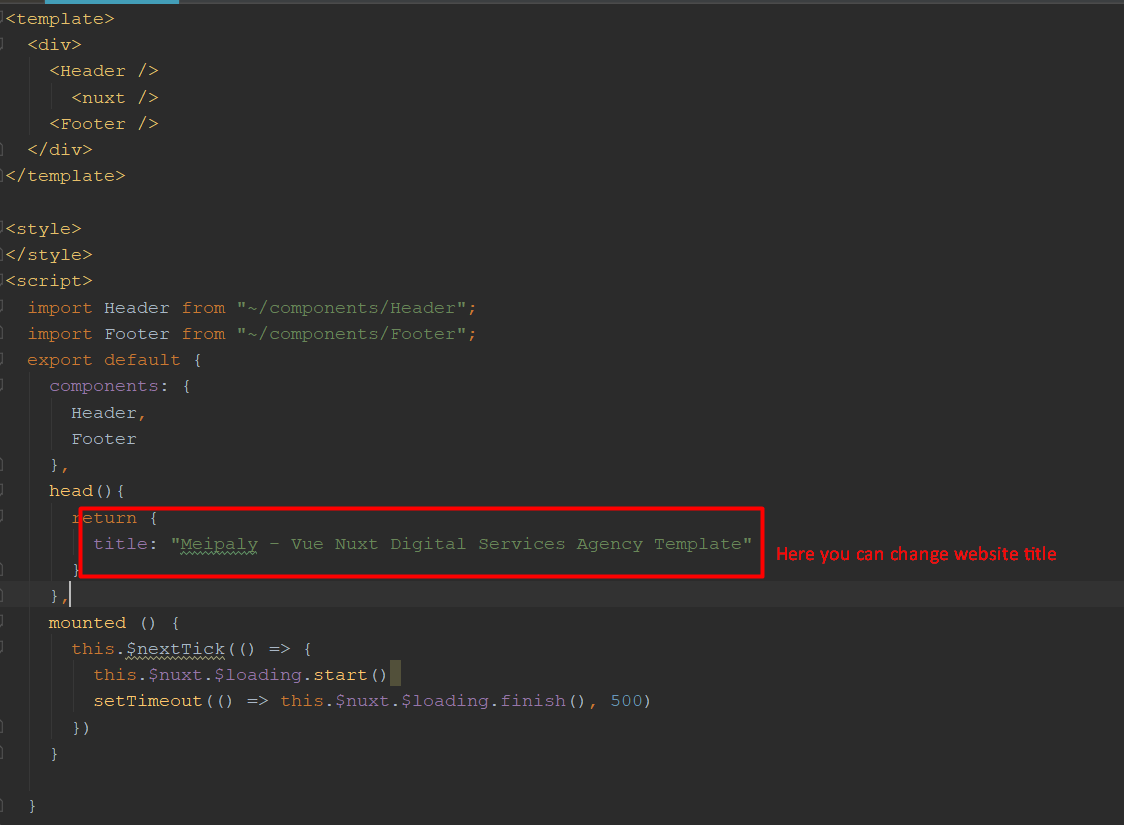 <template>
<div>
<Header />
<nuxt />
<Footer />
</div>
</template>
<style>
</style>
<script>
import Header from "~/components/Header";
import Footer from "~/components/Footer";
export default {
components: {
Header,
Footer
},
head(){
return {
title: "Meipaly - Vue Nuxt Digital Services Agency Template"
Here you can change website title
}
},
mounted () {
this.$nextTick(() => {
this.$nuxt.$loading.start()
setTimeout(() => this.$nuxt.$loading.finish(), 500)
})
}
}